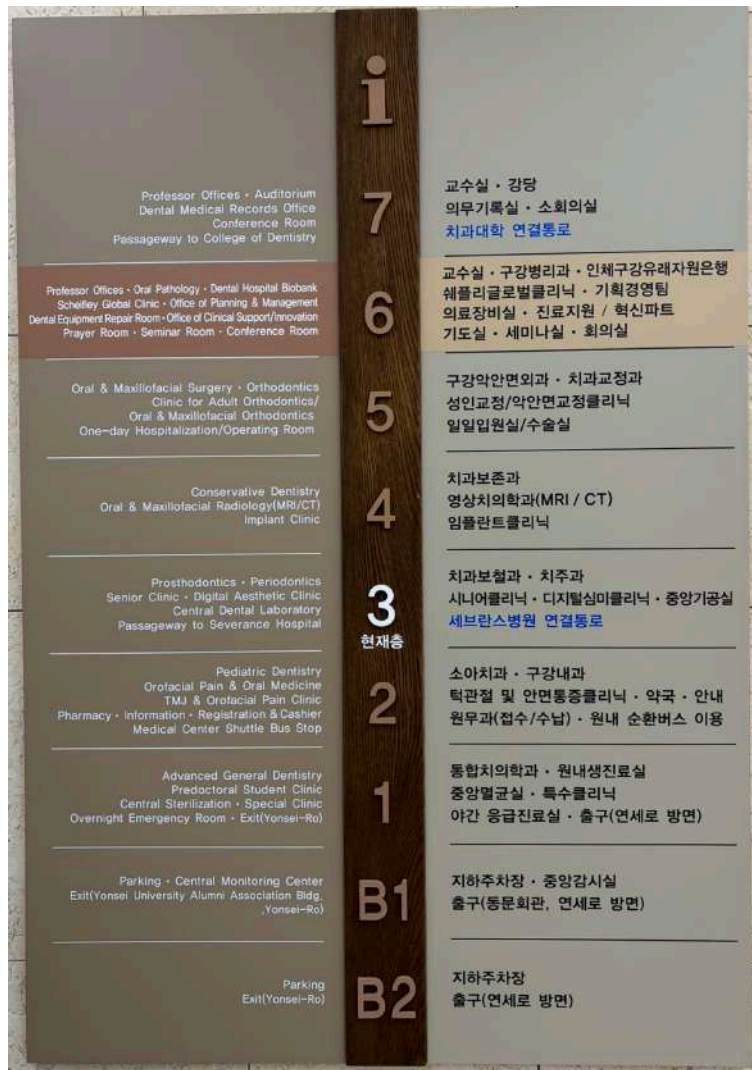 i
Professor Offices · Auditorium
Dental Medical Records Office
Conference Room
Passageway to College of Dentistry
7
교수실 · 강당
의무기록실 · 소회의실
치과대학 연결통로
Professor Offices · Oral Pathology · Dental Hospital Biobank
Scheifley Global Clinic · Office of Planning & Management
Dental Equipment Repair Room · Office of Clinical Support/Innovation
Prayer Room · Seminar Room · Conference Room
6
교수실 · 구강병리과 · 인체구강유래자원은행
쉐플리글로벌클리닉 · 기획경영팀
의료장비실 · 진료지원 / 혁신파트
기도실 · 세미나실 · 회의실
Oral & Maxillofacial Surgery · Orthodontics
Clinic for Adult Orthodontics/
Oral & Maxillofacial Orthodontics
One-day Hospitalization/Operating Room
5
구강악안면외과 · 치과교정과
성인교정/악안면교정클리닉
일일입원실/수술실
Conservative Dentistry
Oral & Maxillofacial Radiology(MRI/CT)
Implant Clinic
4
치과보존과
영상치의학과(MRI / CT)
임플란트클리닉
Prosthodontics · Periodontics
Senior Clinic · Digital Aesthetic Clinic
Central Dental Laboratory
Passageway to Severance Hospital
3
현재층
치과보철과 · 치주과
시니어클리닉 · 디지털심미클리닉 · 중앙기공실
세브란스병원 연결통로
Pediatric Dentistry
Orofacial Pain & Oral Medicine
TMJ & Orofacial Pain Clinic
Pharmacy · Information · Registration & Cashier
Medical Center Shuttle Bus Stop
2
소아치과 · 구강내과
턱관절 및 안면통증클리닉 · 약국 · 안내
원무과(접수/수납) · 원내 순환버스 이용
Advanced General Dentistry
Predoctoral Student Clinic
Central Sterilization · Special Clinic
Overnight Emergency Room · Exit(Yonsei-Ro)
1
통합치의학과 · 원내생진료실
중앙멸균실 · 특수클리닉
야간 응급진료실 · 출구(연세로 방면)
Parking · Central Monitoring Center
Exit(Yonsei University Alumni Association Bldg.
,Yonsei-Ro)
B1
지하주차장 · 중앙감시실
출구(동문회관, 연세로 방면)
Parking
Exit(Yonsei-Ro)
B2
지하주차장
출구(연세로 방면)